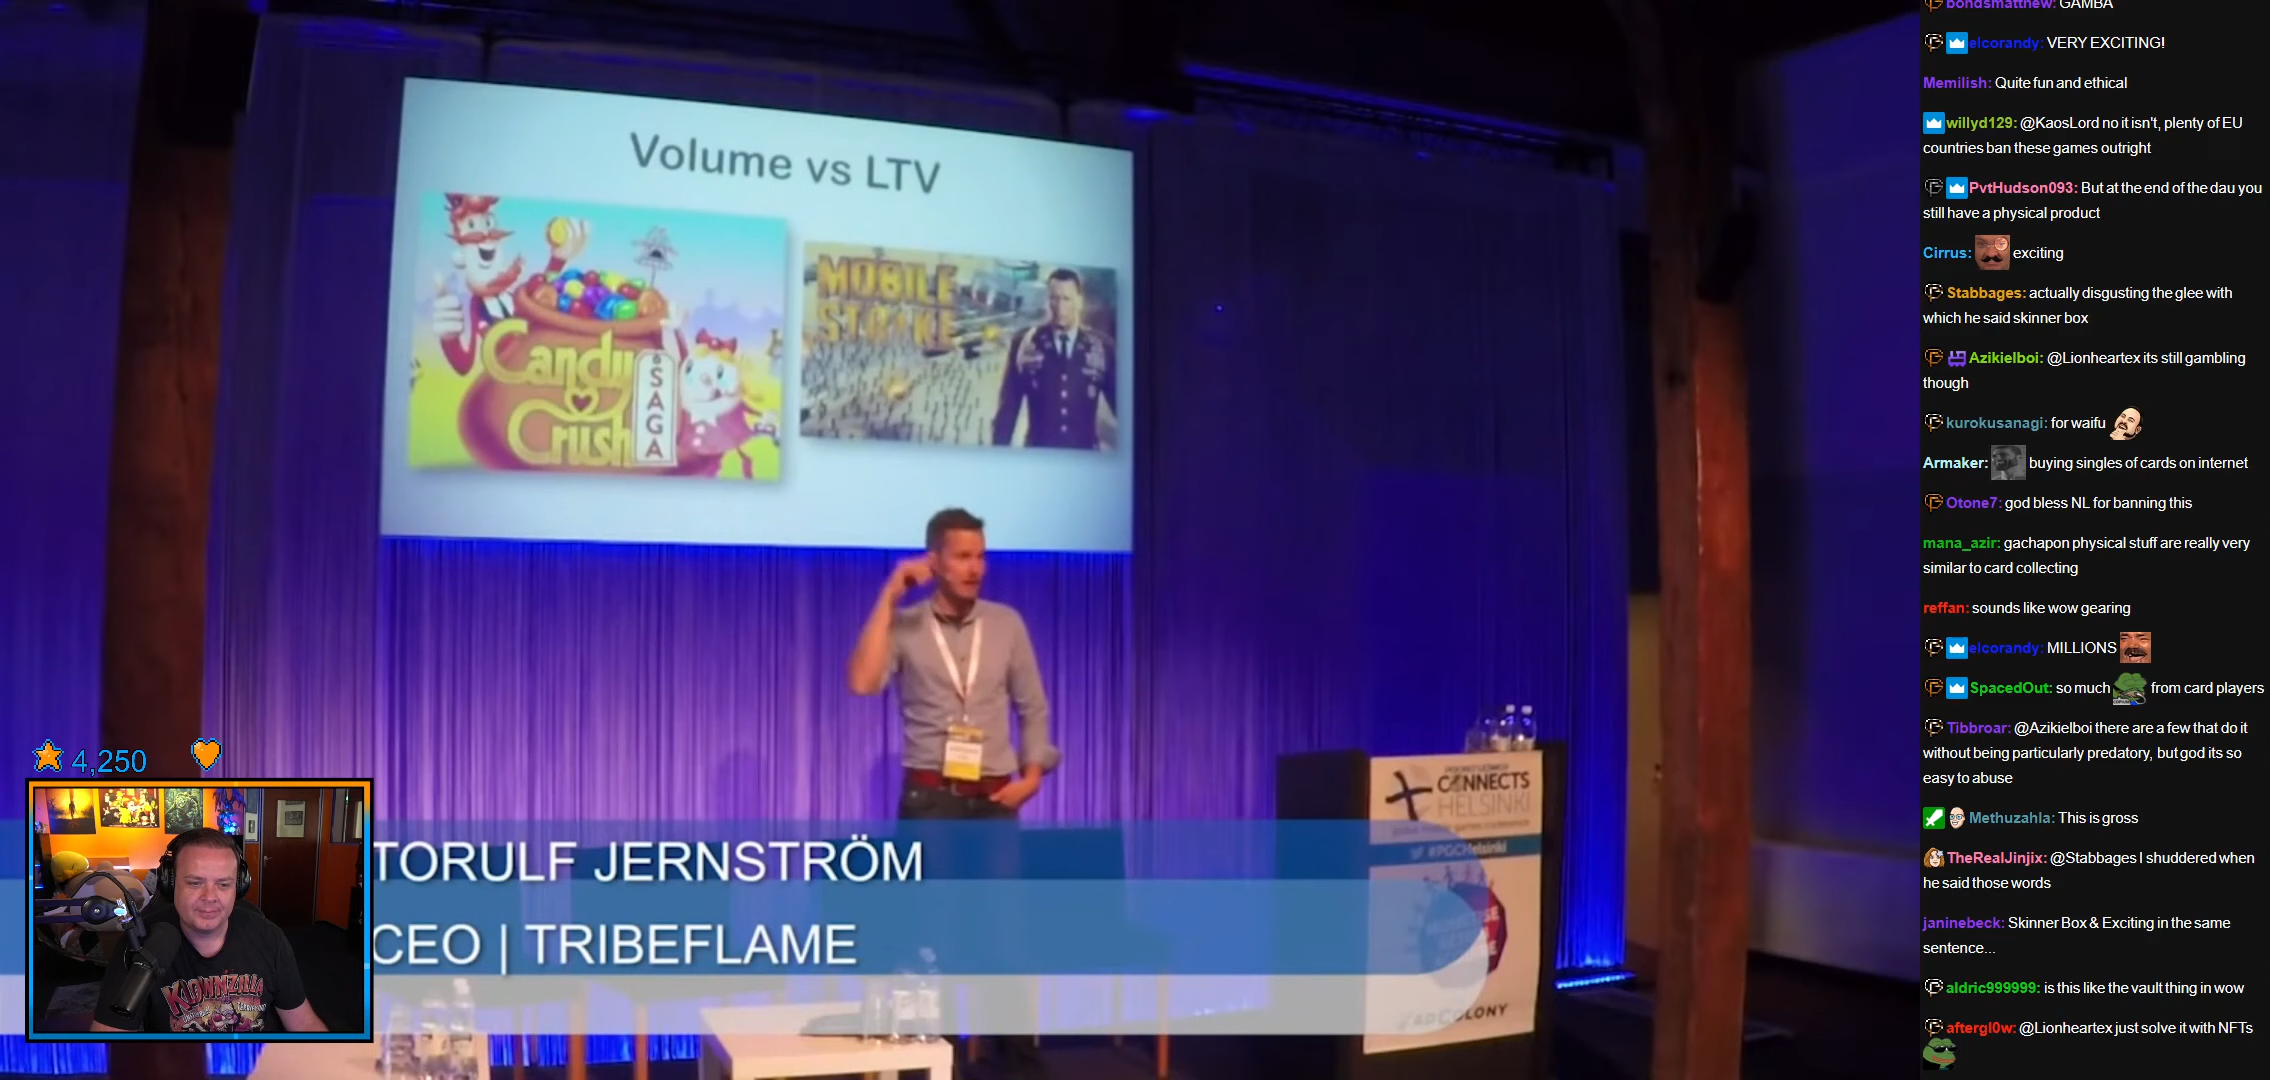 Volume vs LTV
Candy
Crush
SAGA
MOBILE
STRIKE
CONNECTS
HELSINKI
#PGCHelsinki
ADCOLONY
4,250
KLOWNZILLA
TORULF JERNSTRÖM
CEO | TRIBEFLAME
bondsmatthew: GAMBA
elcorandy: VERY EXCITING!
Memilish: Quite fun and ethical
willyd129: @KaosLord no it isn't, plenty of EU
countries ban these games outright
PvtHudson093: But at the end of the dau you
still have a physical product
Cirrus: exciting
Stabbages: actually disgusting the glee with
which he said skinner box
Azikielboi: @Lionheartex its still gambling
though
kurokusanagi: for waifu
Armaker: buying singles of cards on internet
Otone7: god bless NL for banning this
mana_azir: gachapon physical stuff are really very
similar to card collecting
reffan: sounds like wow gearing
elcorandy: MILLIONS
SpacedOut: so much from card players
Tibbroar: @Azikielboi there are a few that do it
without being particularly predatory, but god its so
easy to abuse
Methuzahla: This is gross
TheRealJinjix: @Stabbages I shuddered when
he said those words
janinebeck: Skinner Box & Exciting in the same
sentence...
aldric999999: is this like the vault thing in wow
aftergl0w: @Lionheartex just solve it with NFTs